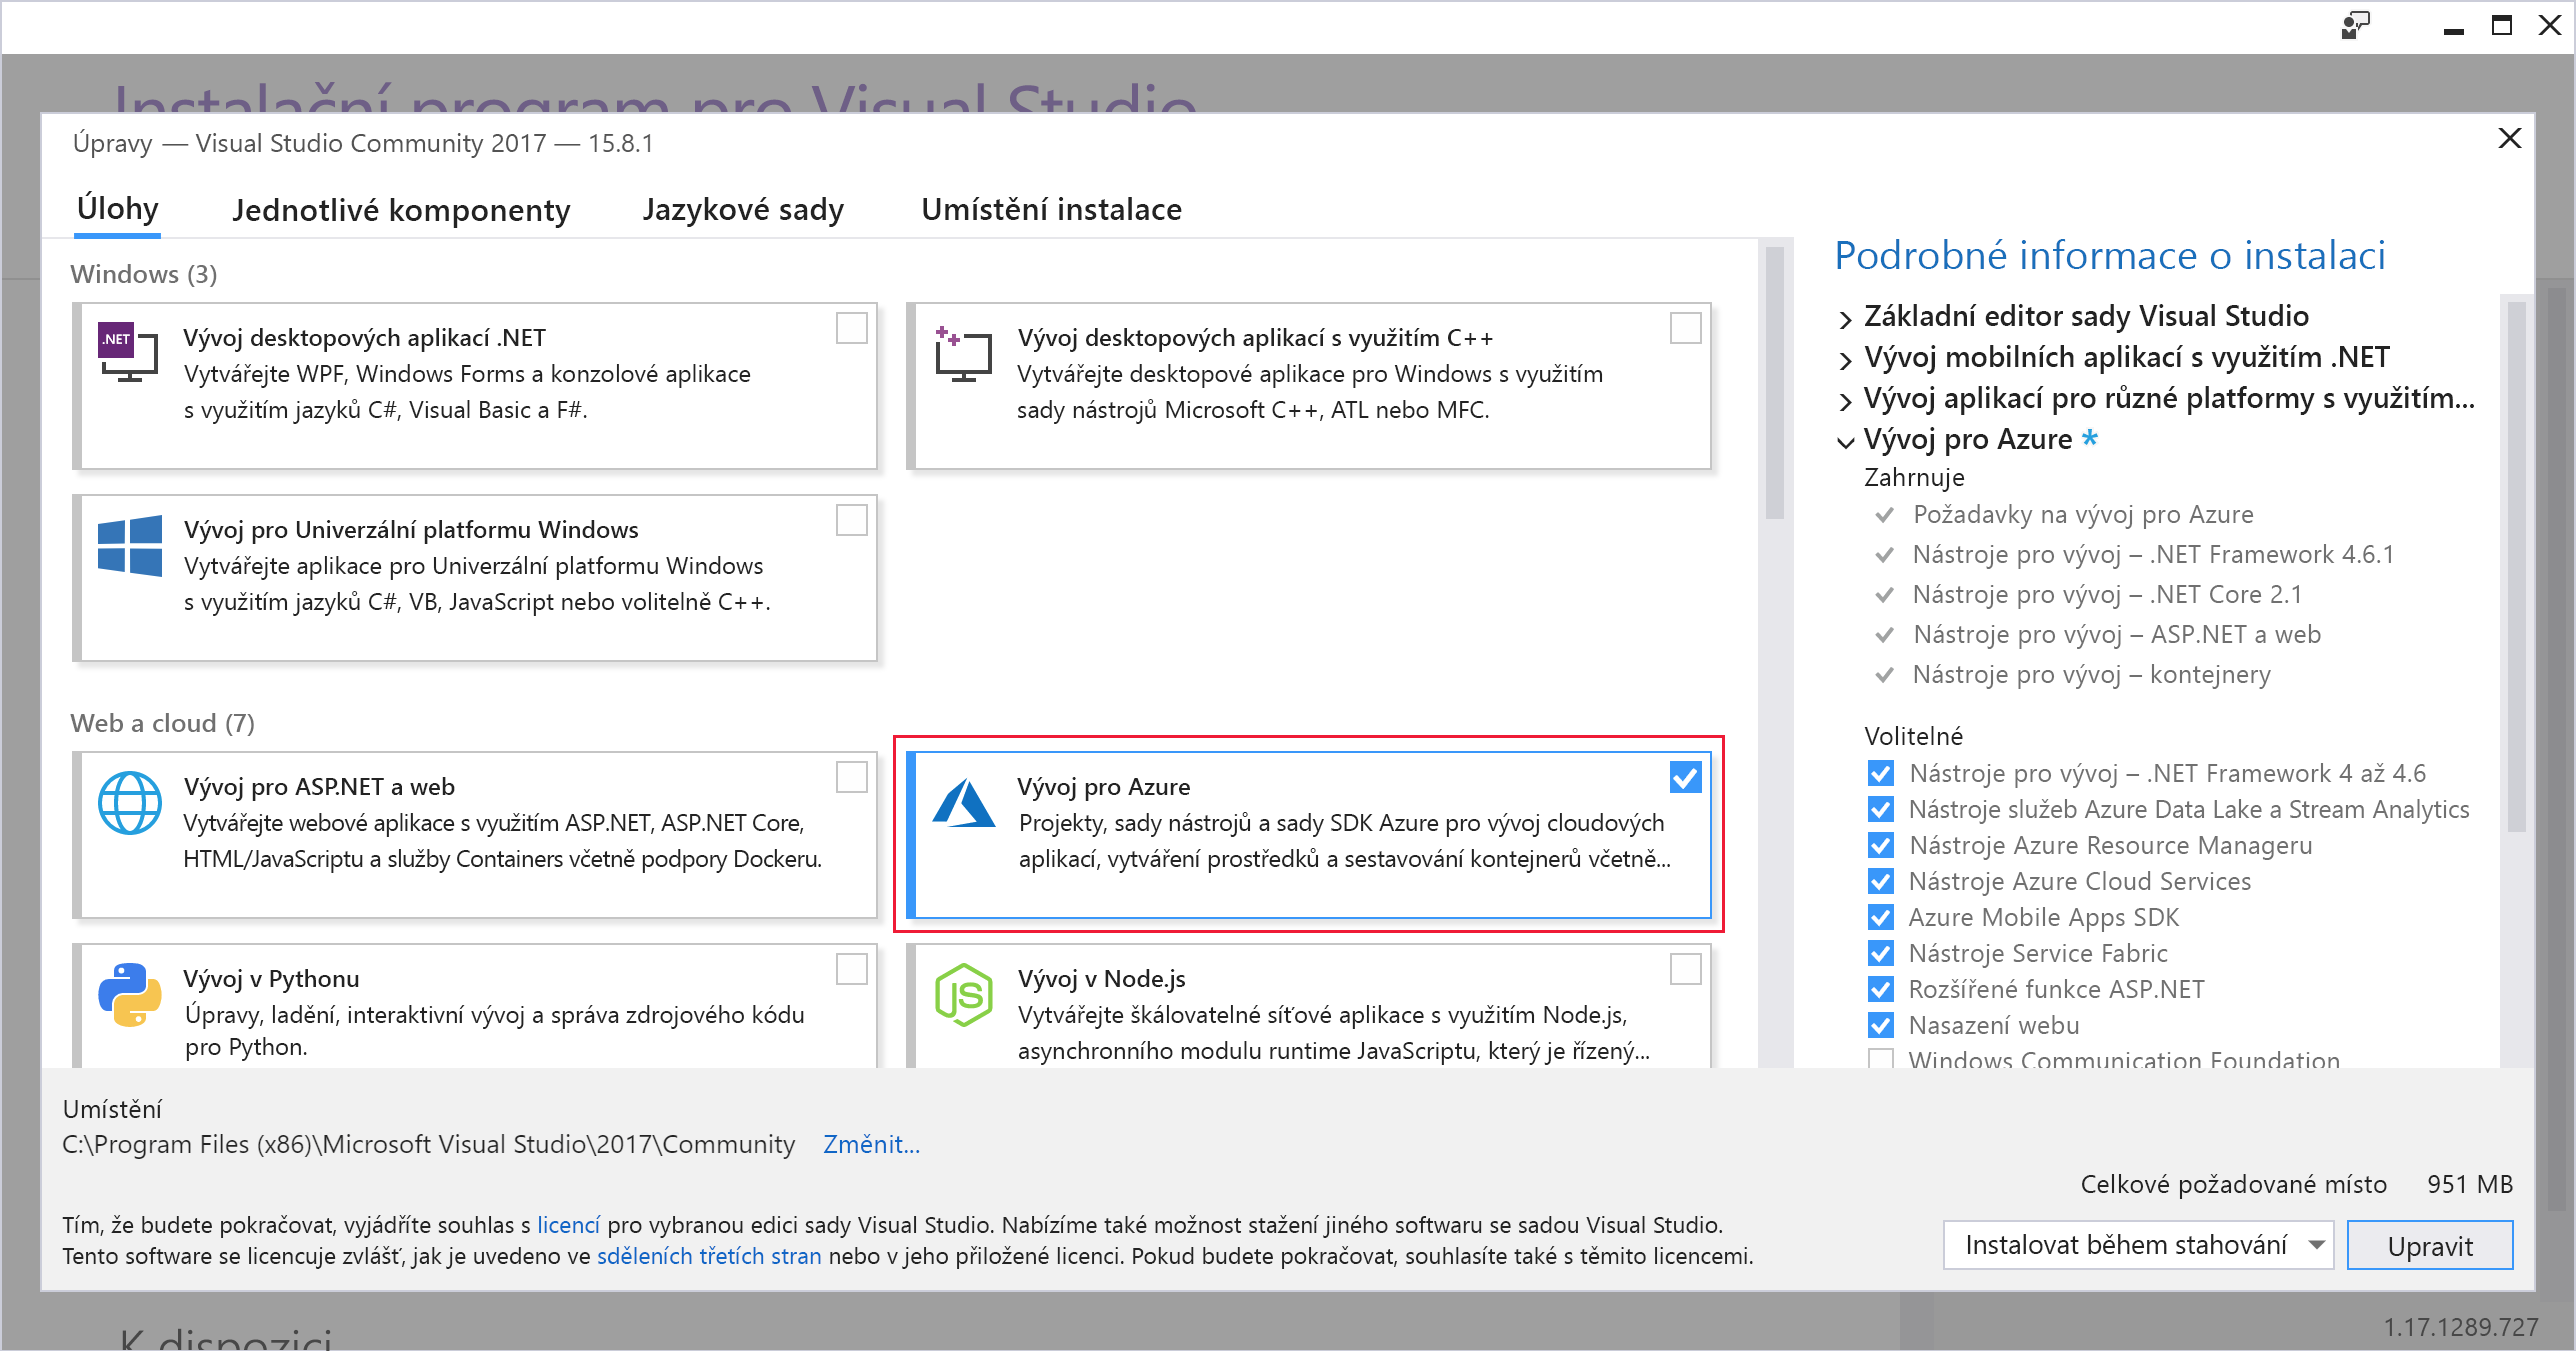 Instalační program pro Visual Studio
Úpravy — Visual Studio Community 2017 — 15.8.1
Úlohy
Jednotlivé komponenty
Jazykové sady
Umístění instalace
Windows (3)
.NET
Vývoj desktopových aplikací .NET
Vytvářejte WPF, Windows Forms a konzolové aplikace
s využitím jazyků C#, Visual Basic a F#.
Vývoj desktopových aplikací s využitím C++
Vytvářejte desktopové aplikace pro Windows s využitím
sady nástrojů Microsoft C++, ATL nebo MFC.
Vývoj pro Univerzální platformu Windows
Vytvářejte aplikace pro Univerzální platformu Windows
s využitím jazyků C#, VB, JavaScript nebo volitelně C++.
Web a cloud (7)
Vývoj pro ASP.NET a web
Vytvářejte webové aplikace s využitím ASP.NET, ASP.NET Core,
HTML/JavaScriptu a služby Containers včetně podpory Dockeru.
Vývoj pro Azure
Projekty, sady nástrojů a sady SDK Azure pro vývoj cloudových
aplikací, vytváření prostředků a sestavování kontejnerů včetně...
Vývoj v Pythonu
Úpravy, ladění, interaktivní vývoj a správa zdrojového kódu
pro Python.
JS
Vývoj v Node.js
Vytvářejte škálovatelné síťové aplikace s využitím Node.js,
asynchronního modulu runtime JavaScriptu, který je řízený...
Podrobné informace o instalaci
Základní editor sady Visual Studio
Vývoj mobilních aplikací s využitím .NET
Vývoj aplikací pro různé platformy s využitím...
Vývoj pro Azure *
Zahrnuje
Požadavky na vývoj pro Azure
Nástroje pro vývoj – .NET Framework 4.6.1
Nástroje pro vývoj – .NET Core 2.1
Nástroje pro vývoj – ASP.NET a web
Nástroje pro vývoj – kontejnery
Volitelné
Nástroje pro vývoj – .NET Framework 4 až 4.6
Nástroje služeb Azure Data Lake a Stream Analytics
Nástroje Azure Resource Manageru
Nástroje Azure Cloud Services
Azure Mobile Apps SDK
Nástroje Service Fabric
Rozšířené funkce ASP.NET
Nasazení webu
Windows Communication Foundation
Umístění
C:\Program Files (x86)\Microsoft Visual Studio\2017\Community Změnit...
Celkové požadované místo 951 MB
Tím, že budete pokračovat, vyjádříte souhlas s licencí pro vybranou edici sady Visual Studio. Nabízíme také možnost stažení jiného softwaru se sadou Visual Studio.
Tento software se licencuje zvlášť, jak je uvedeno ve sděleních třetích stran nebo v jeho přiložené licenci. Pokud budete pokračovat, souhlasíte také s těmito licencemi.
Instalovat během stahování
Upravit
K dispozici
1.17.1289.727